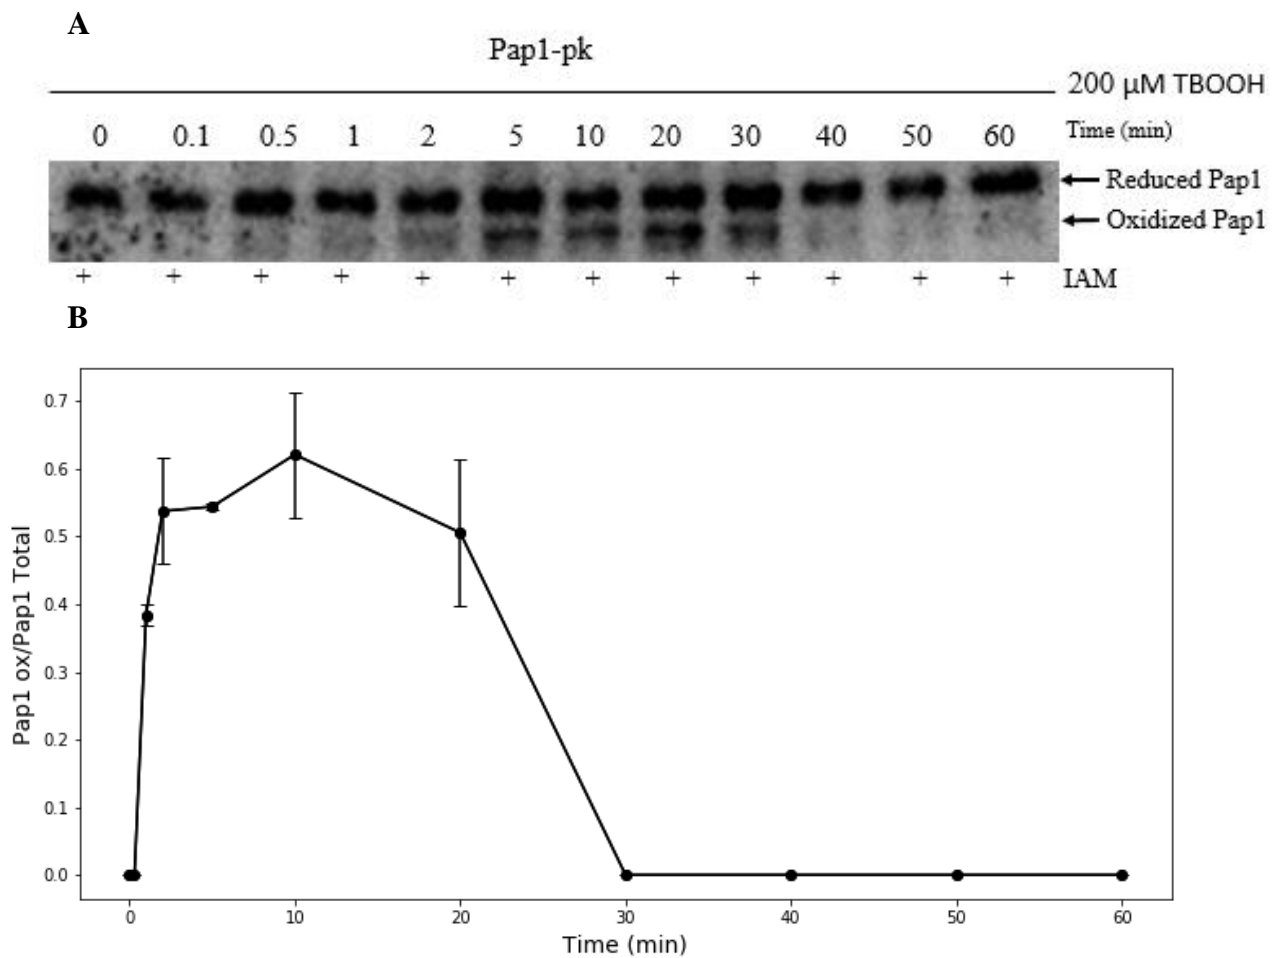 A
Pap1-pk
200 µM TBOOH
0 0.1 0.5 1 2 5 10 20 30 40 50 60 Time (min)
Reduced Pap1
Oxidized Pap1
+ + + + + + + + + + + + IAM
B
0.7
0.6
0.5
0.4
0.3
0.2
0.1
0.0
Pap1 ox/Pap1 Total
0 10 20 30 40 50 60
Time (min)